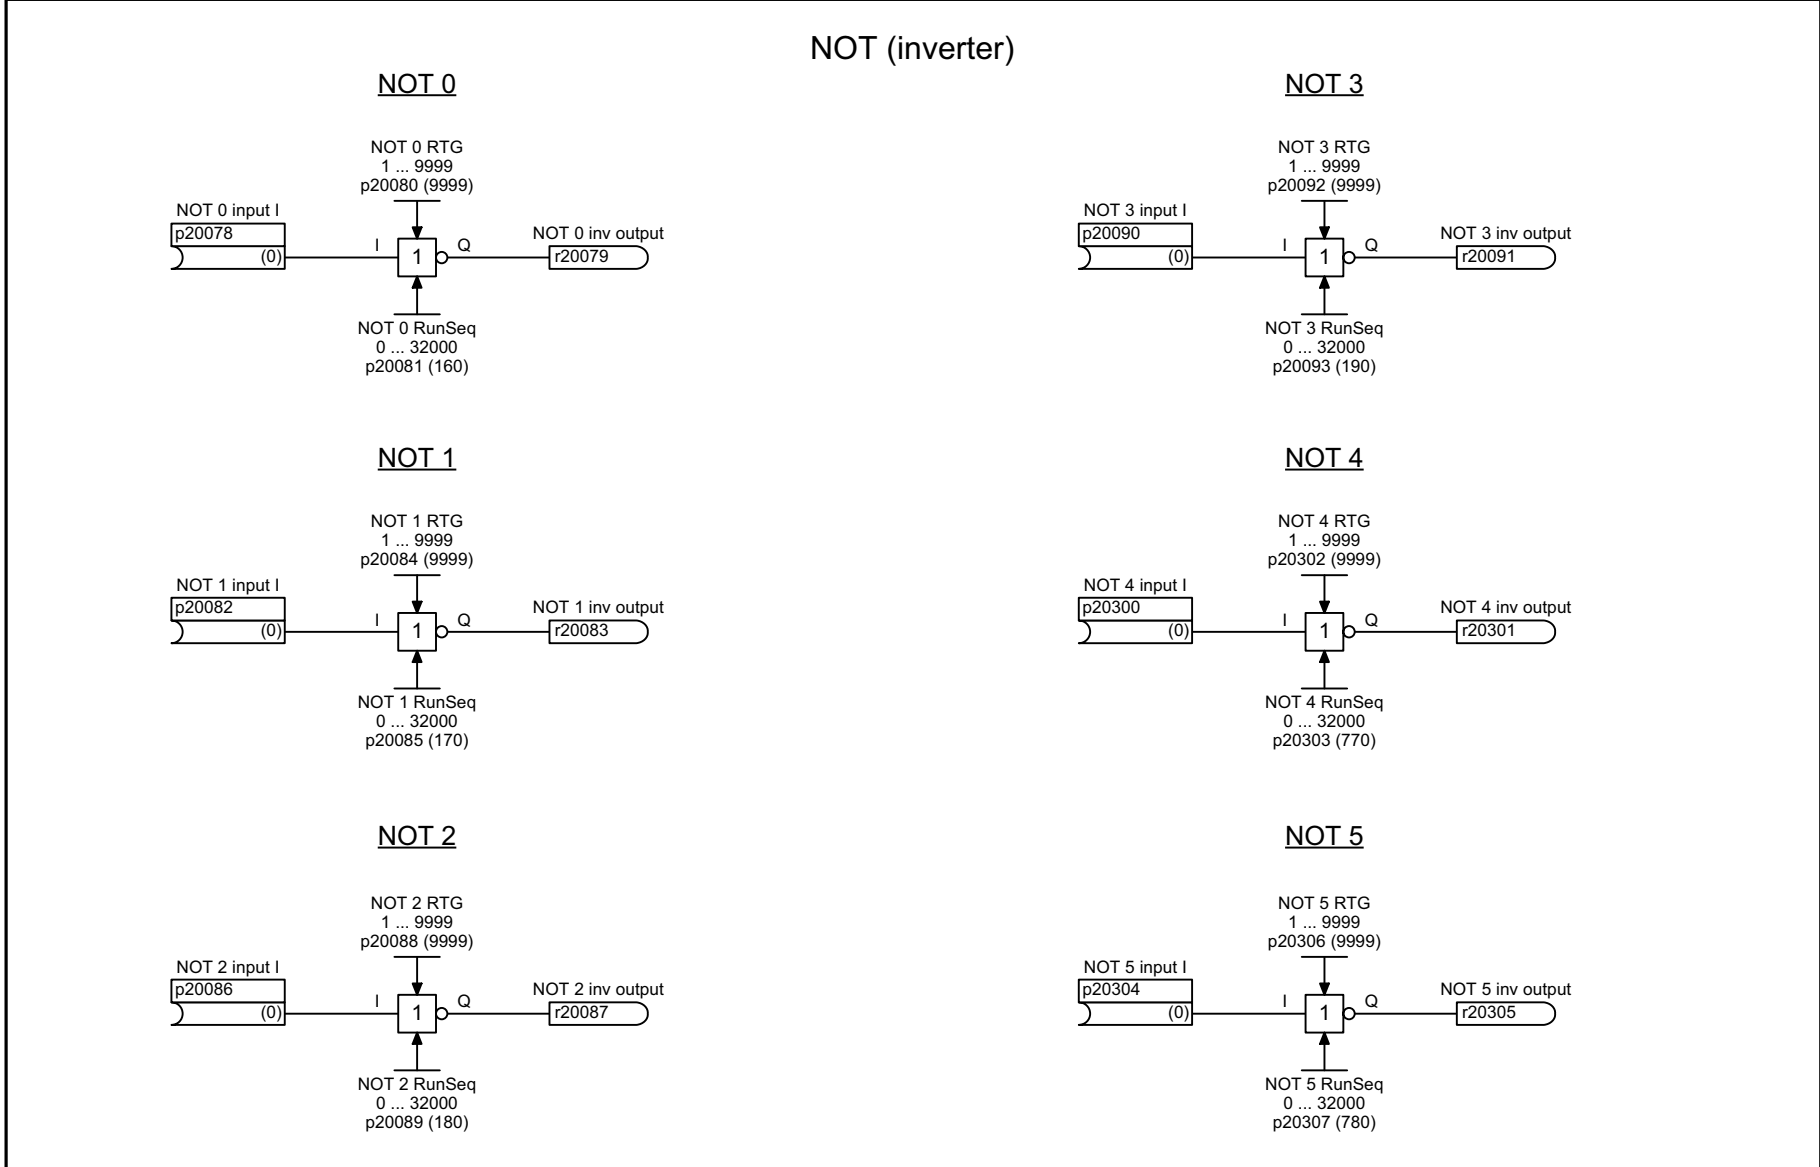 NOT (inverter)
NOT 0
NOT 0 RTG
1 ... 9999
p20080 (9999)
NOT 0 input I
p20078
(0)
I
1
Q
NOT 0 inv output
r20079
NOT 0 RunSeq
0 ... 32000
p20081 (160)
NOT 1
NOT 1 RTG
1 ... 9999
p20084 (9999)
NOT 1 input I
p20082
(0)
I
1
Q
NOT 1 inv output
r20083
NOT 1 RunSeq
0 ... 32000
p20085 (170)
NOT 2
NOT 2 RTG
1 ... 9999
p20088 (9999)
NOT 2 input I
p20086
(0)
I
1
Q
NOT 2 inv output
r20087
NOT 2 RunSeq
0 ... 32000
p20089 (180)
NOT 3
NOT 3 RTG
1 ... 9999
p20092 (9999)
NOT 3 input I
p20090
(0)
I
1
Q
NOT 3 inv output
r20091
NOT 3 RunSeq
0 ... 32000
p20093 (190)
NOT 4
NOT 4 RTG
1 ... 9999
p20302 (9999)
NOT 4 input I
p20300
(0)
I
1
Q
NOT 4 inv output
r20301
NOT 4 RunSeq
0 ... 32000
p20303 (770)
NOT 5
NOT 5 RTG
1 ... 9999
p20306 (9999)
NOT 5 input I
p20304
(0)
I
1
Q
NOT 5 inv output
r20305
NOT 5 RunSeq
0 ... 32000
p20307 (780)